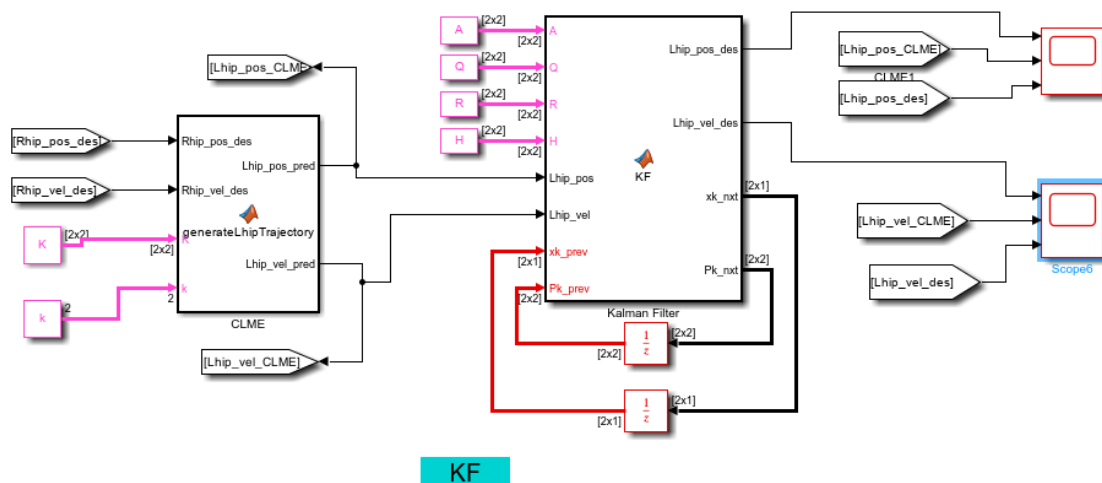 [Lhip_pos_CLME
[Rhip_pos_des]
[Rhip_vel_des]
K
[2x2]
[2x2]
k
2
2
Rhip_pos_des
Rhip_vel_des
K
k
generateLhipTrajectory
Lhip_pos_pred
Lhip_vel_pred
CLME
[Lhip_vel_CLME]
A
[2x2]
[2x2]
Q
[2x2]
[2x2]
R
[2x2]
[2x2]
H
[2x2]
[2x2]
A
Q
R
H
Lhip_pos
Lhip_vel
xk_prev
[2x1]
Pk_prev
[2x2]
KF
Lhip_pos_des
Lhip_vel_des
xk_nxt
[2x1]
Pk_nxt
[2x2]
Kalman Filter
1
z
[2x2]
[2x2]
1
z
[2x1]
[2x1]
[Lhip_pos_CLME]
CLME1
[Lhip_pos_des]
[Lhip_vel_CLME]
[Lhip_vel_des]
Scope6
KF